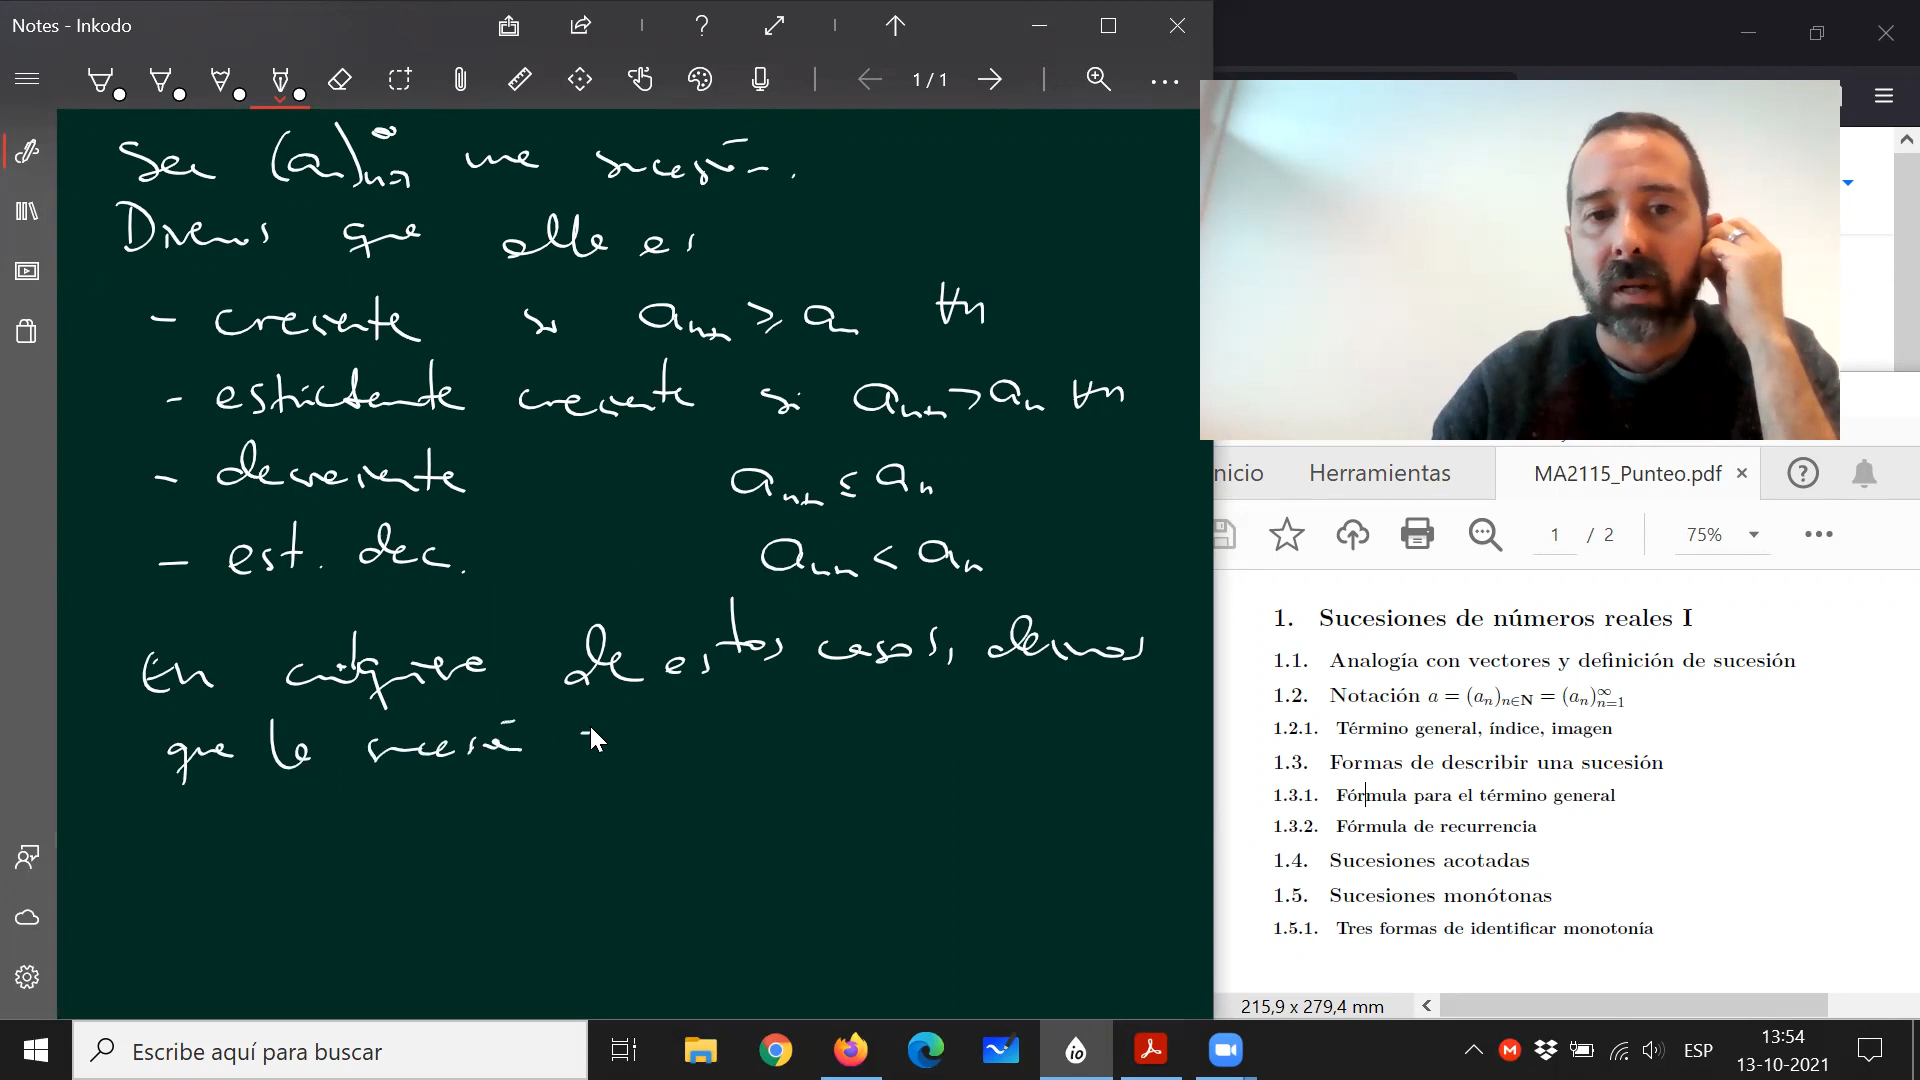 Notes - Inkodo
1 / 1
Sea (aₙ)ₙ₌₁^∞ una sucesión.
Diremos que ella es
- creciente si aₙ₊₁ ≥ aₙ ∀n
- estrictamente creciente si aₙ₊₁ > aₙ ∀n
- decreciente aₙ₊₁ ≤ aₙ
- est. dec. aₙ₊₁ < aₙ
En cualquiera de estos casos, diremos
que la sucesión
nicio Herramientas MA2115_Punteo.pdf
1 / 2 75%
1. Sucesiones de números reales I
1.1. Analogía con vectores y definición de sucesión
1.2. Notación a = (aₙ)ₙ∈𝐍 = (aₙ)ₙ₌₁^∞
1.2.1. Término general, índice, imagen
1.3. Formas de describir una sucesión
1.3.1. Fórmula para el término general
1.3.2. Fórmula de recurrencia
1.4. Sucesiones acotadas
1.5. Sucesiones monótonas
1.5.1. Tres formas de identificar monotonía
215,9 x 279,4 mm
Escribe aquí para buscar
ESP
13:54
13-10-2021